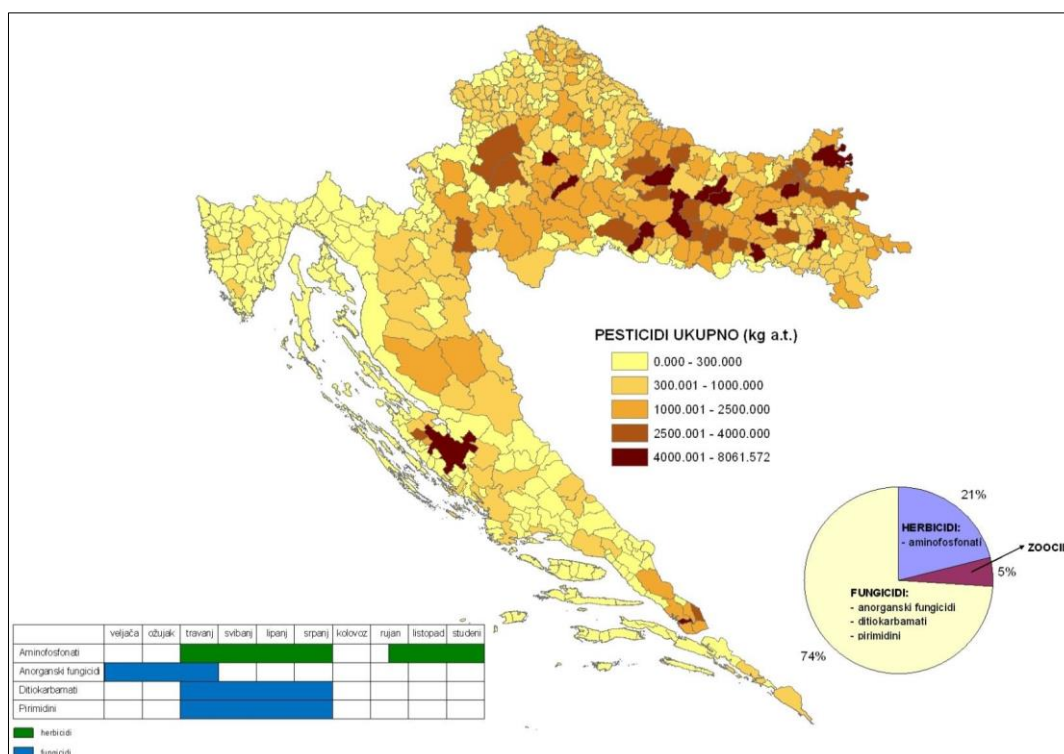 PESTICIDI UKUPNO (kg a.t.)
0.000 - 300.000
300.001 - 1000.000
1000.001 - 2500.000
2500.001 - 4000.000
4000.001 - 8061.572
21%
HERBICIDI:
- aminofosfonati
5%
FUNGICIDI:
- anorganski fungicidi
- ditiokarbamati
- pirimidini
74%
veljača ožujak travanj svibanj lipanj srpanj kolovoz rujan listopad studeni
Aminofosfonati
Anorganski fungicidi
Ditiokarbamati
Pirimidini
herbicidi
fungicidi